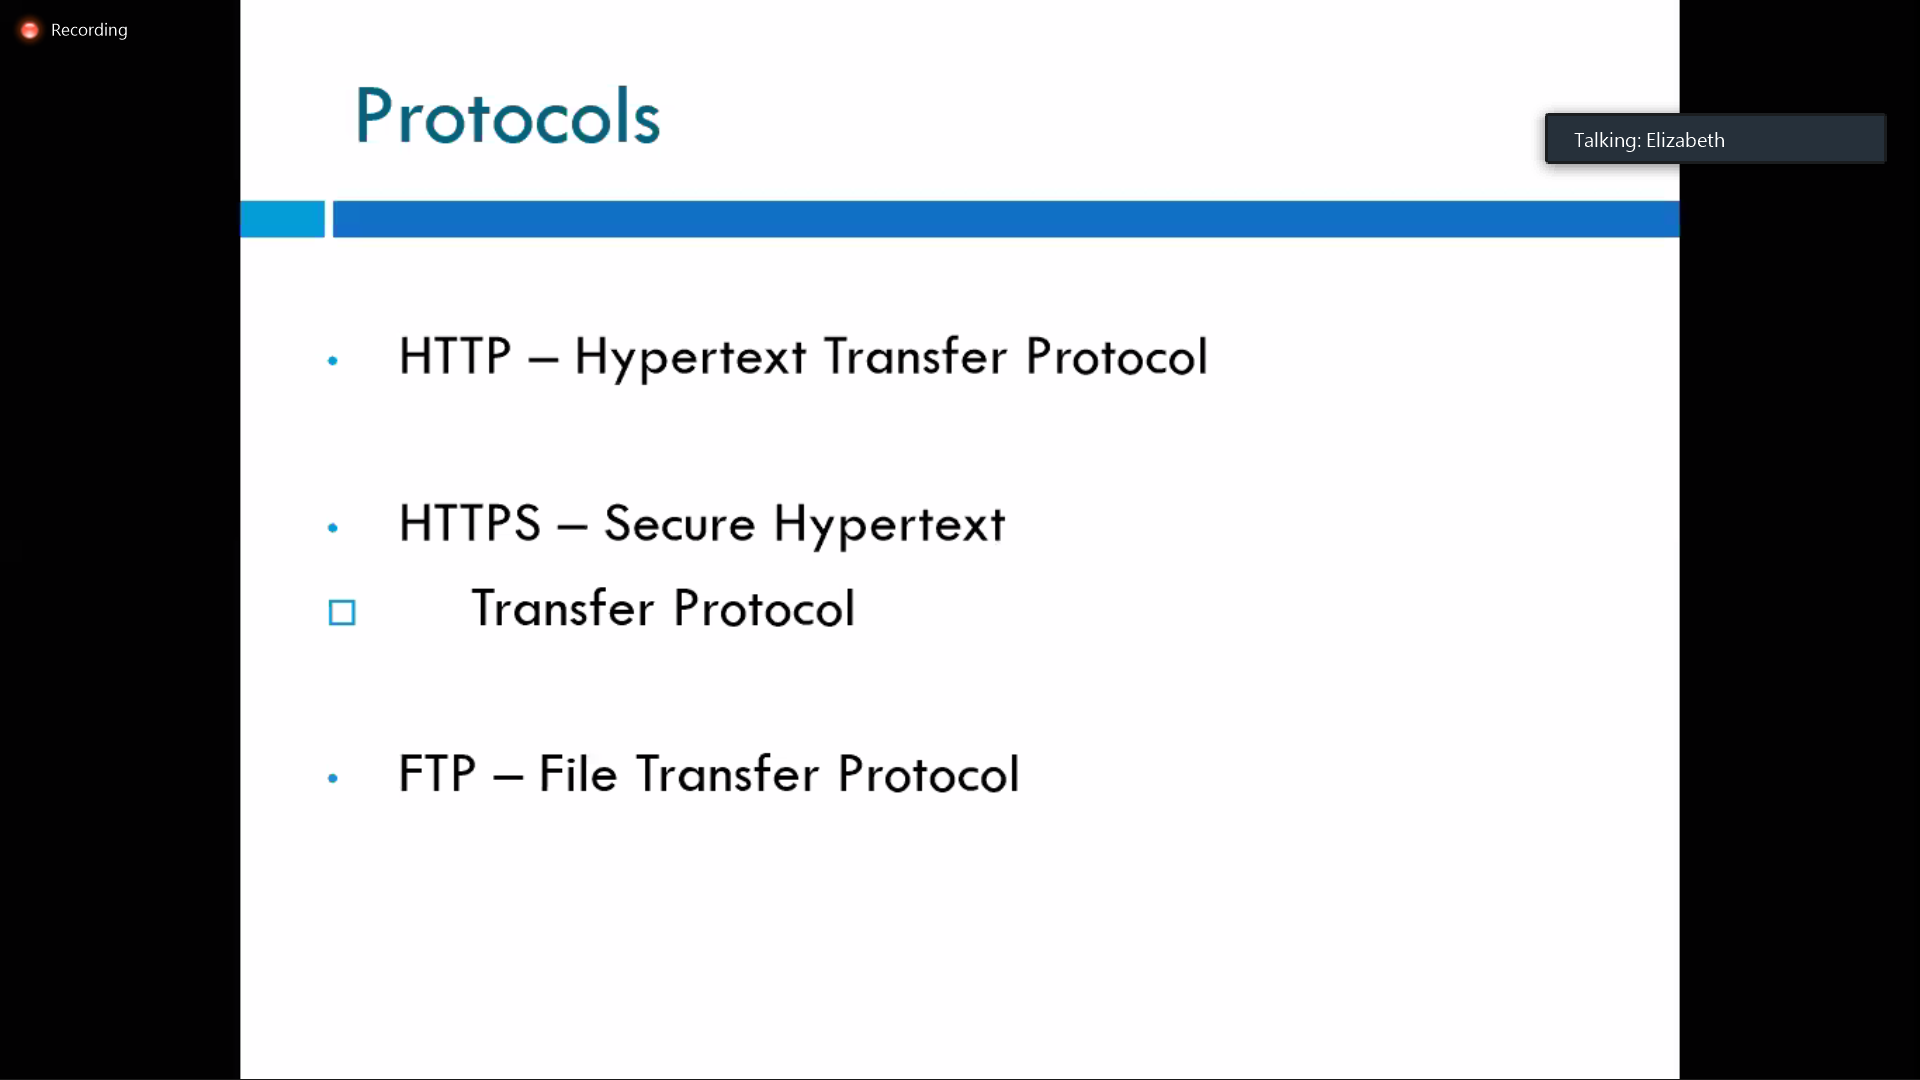 Recording
Protocols
Talking: Elizabeth
HTTP – Hypertext Transfer Protocol
HTTPS – Secure Hypertext
Transfer Protocol
FTP – File Transfer Protocol